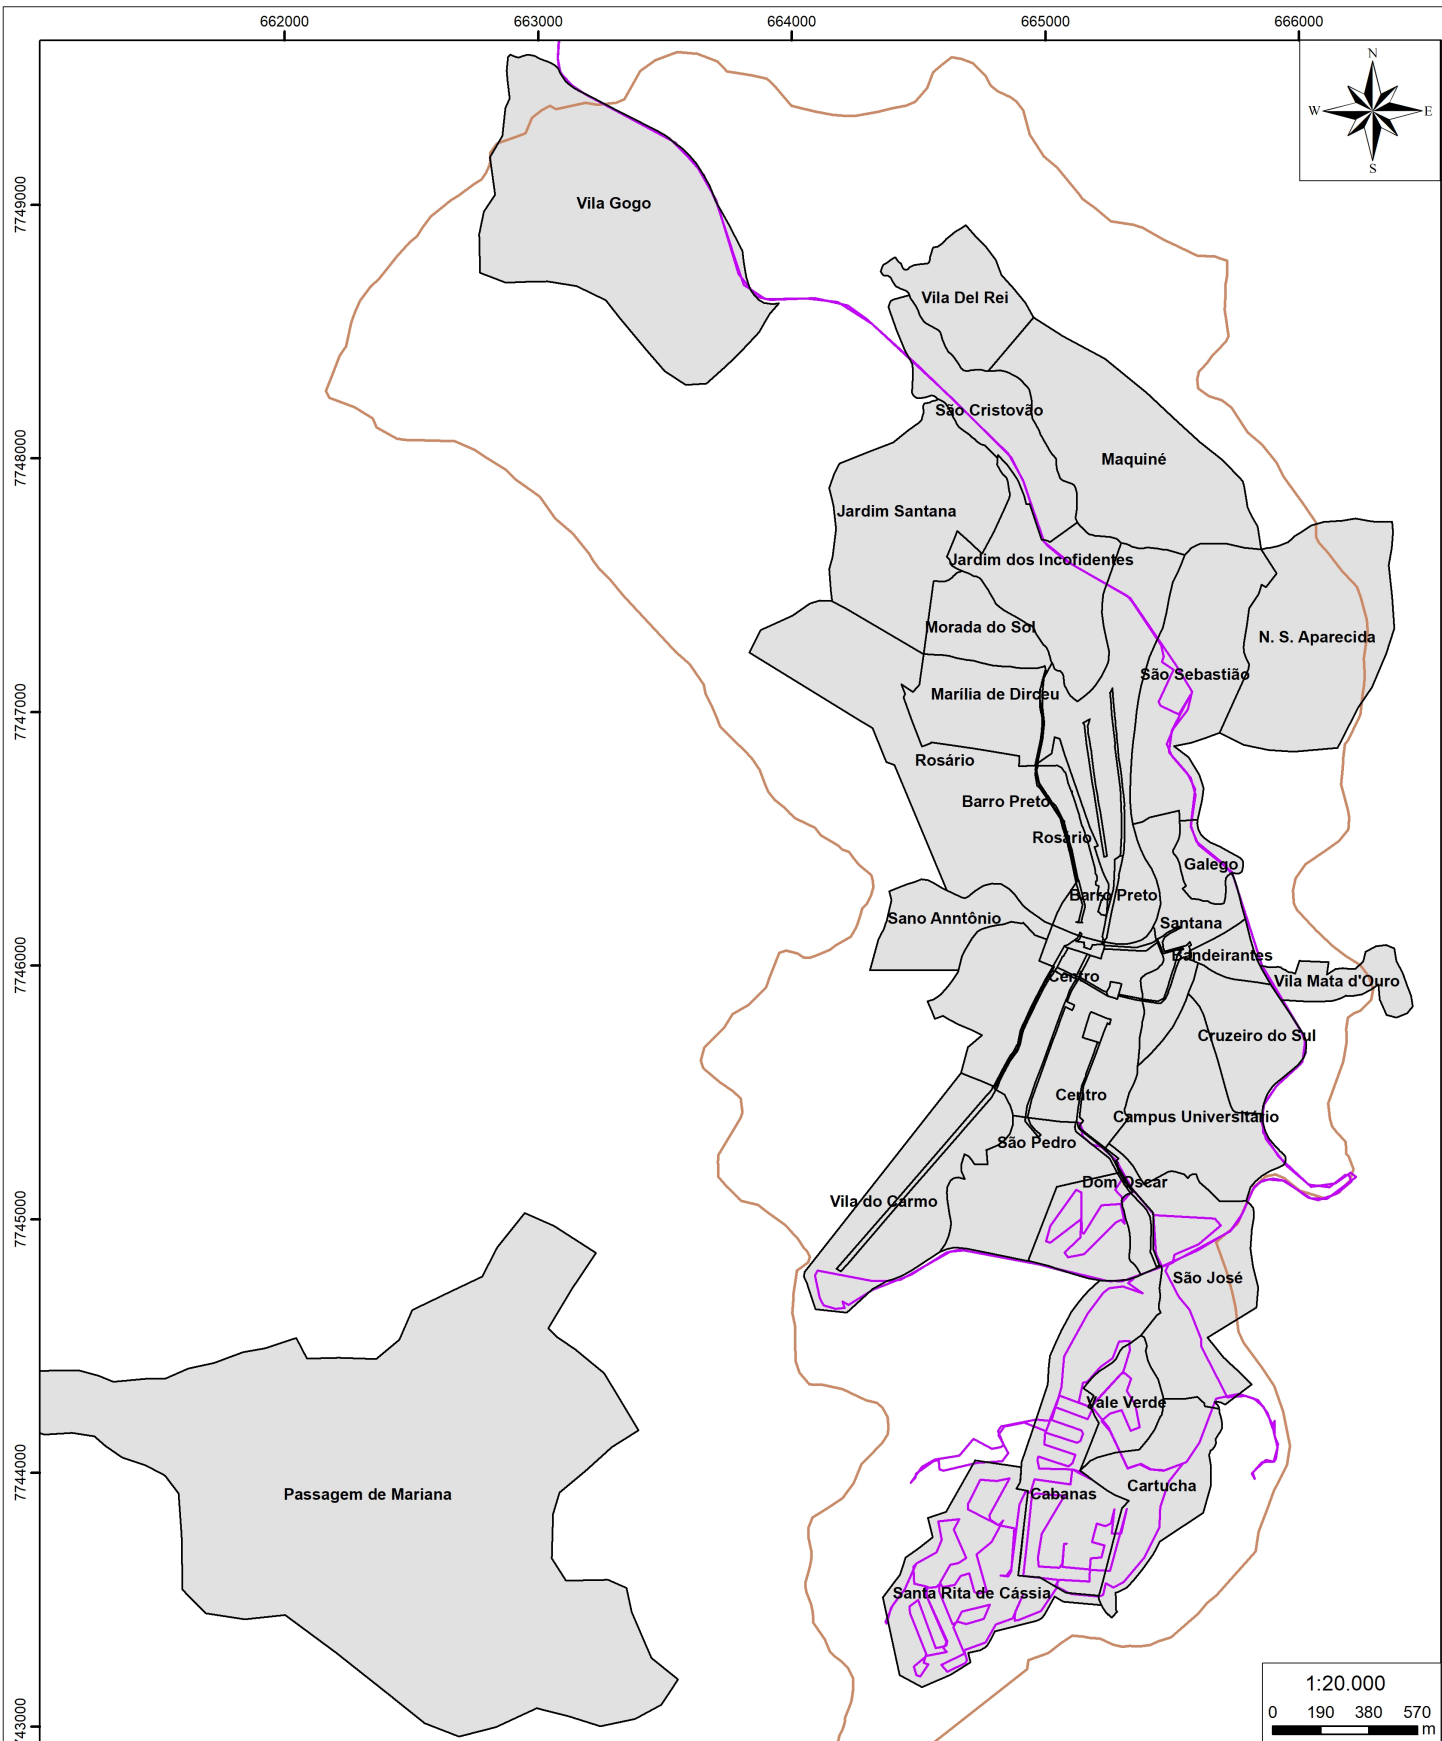 662000 663000 664000 665000 666000
N
W E
S
7749000
Vila Gogo
Vila Del Rei
São Cristovão
7748000
Maquiné
Jardim Santana
Jardim dos Incofidentes
Morada do Sol
N. S. Aparecida
São Sebastião
Marília de Dirceu
7747000
Rosário
Barro Preto
Rosário
Galego
Barro Preto
Sano Anntônio
Santana
Bandeirantes
7746000
Centro
Vila Mata d'Ouro
Cruzeiro do Sul
Centro
Campus Universitário
São Pedro
Dom Oscar
Vila do Carmo
7745000
São José
Vale Verde
7744000
Cartucha
Passagem de Mariana
Cabanas
Santa Rita de Cássia
43000
1:20.000
0 190 380 570
m